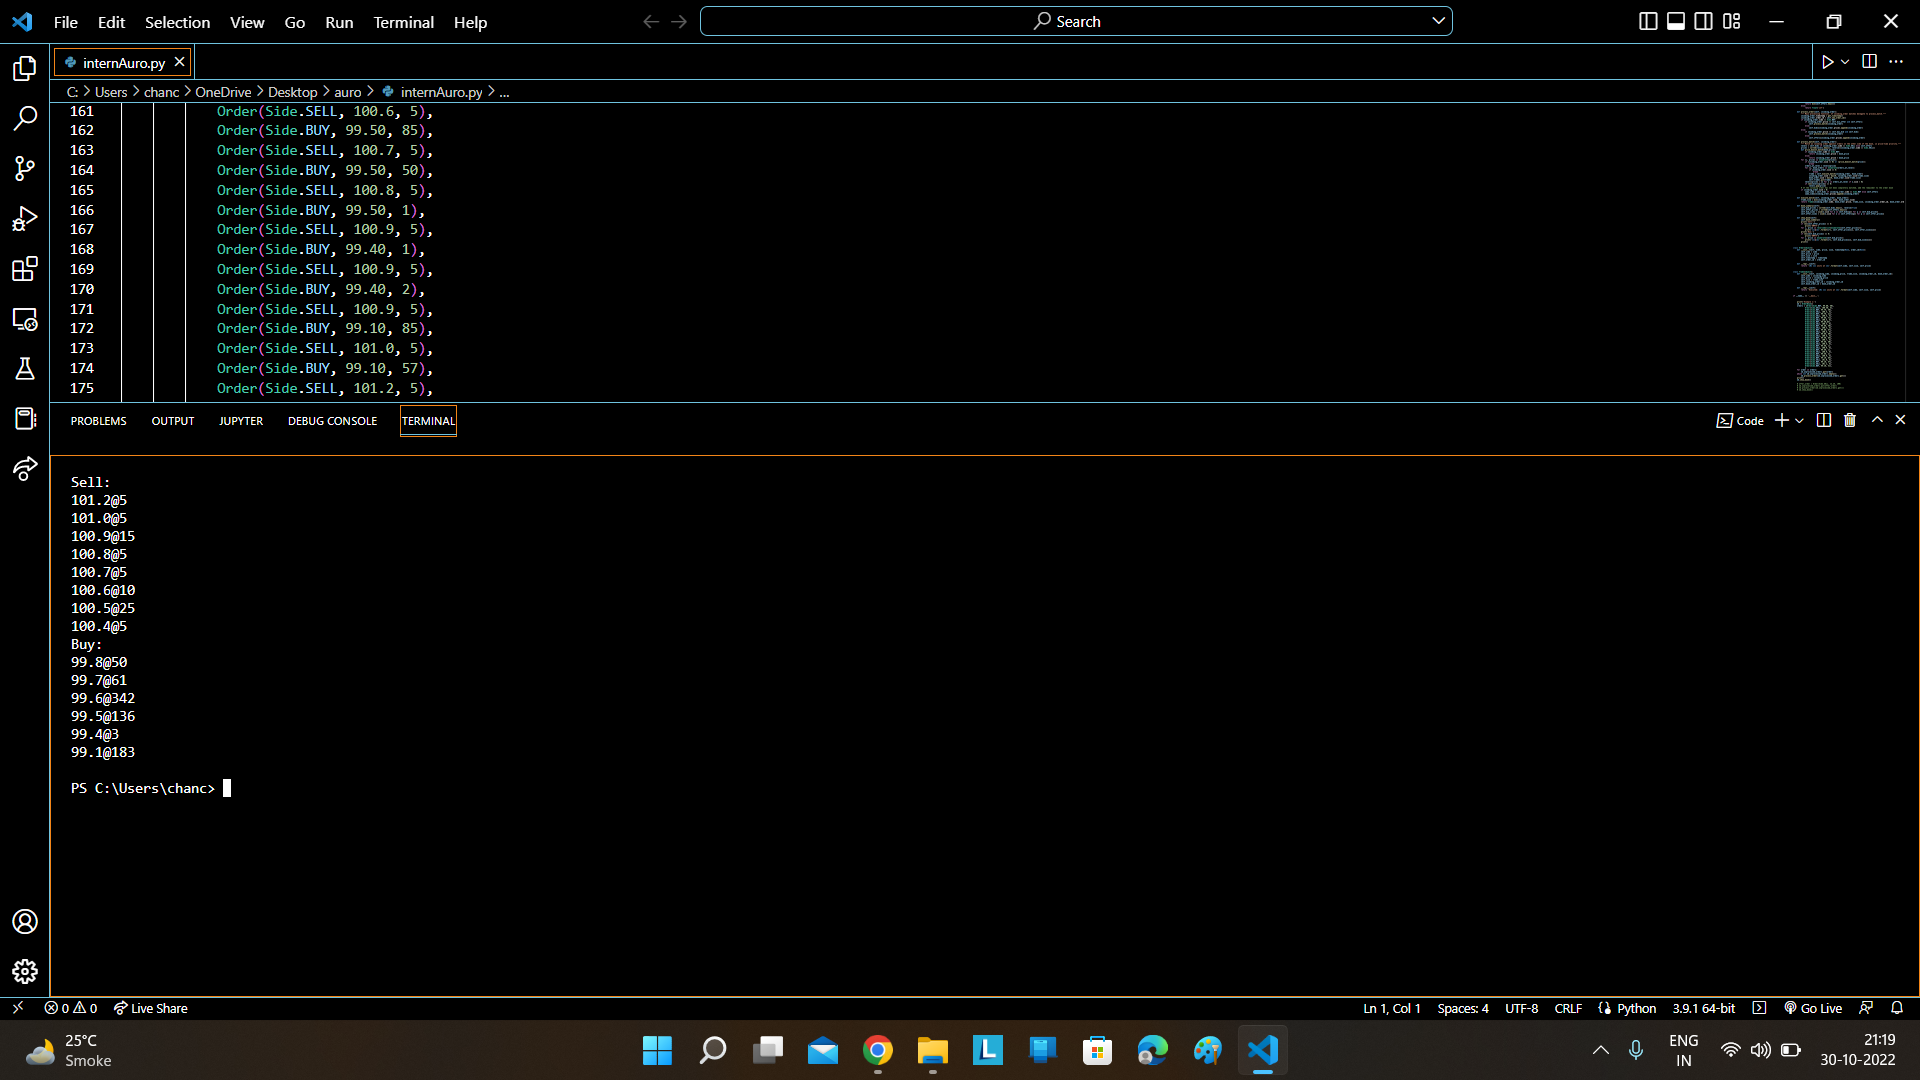 File Edit Selection View Go Run Terminal Help
Search
internAuro.py
C: > Users > chanc > OneDrive > Desktop > auro > internAuro.py > ...
161 Order(Side.SELL, 100.6, 5),
162 Order(Side.BUY, 99.50, 85),
163 Order(Side.SELL, 100.7, 5),
164 Order(Side.BUY, 99.50, 50),
165 Order(Side.SELL, 100.8, 5),
166 Order(Side.BUY, 99.50, 1),
167 Order(Side.SELL, 100.9, 5),
168 Order(Side.BUY, 99.40, 1),
169 Order(Side.SELL, 100.9, 5),
170 Order(Side.BUY, 99.40, 2),
171 Order(Side.SELL, 100.9, 5),
172 Order(Side.BUY, 99.10, 85),
173 Order(Side.SELL, 101.0, 5),
174 Order(Side.BUY, 99.10, 57),
175 Order(Side.SELL, 101.2, 5),
PROBLEMS OUTPUT JUPYTER DEBUG CONSOLE TERMINAL
Code
Sell:
101.2@5
101.0@5
100.9@15
100.8@5
100.7@5
100.6@10
100.5@25
100.4@5
Buy:
99.8@50
99.7@61
99.6@342
99.5@136
99.4@3
99.1@183
PS C:\Users\chanc>
0 0 Live Share
Ln 1, Col 1 Spaces: 4 UTF-8 CRLF Python 3.9.1 64-bit Go Live
25°C
Smoke
L
ENG
IN
21:19
30-10-2022